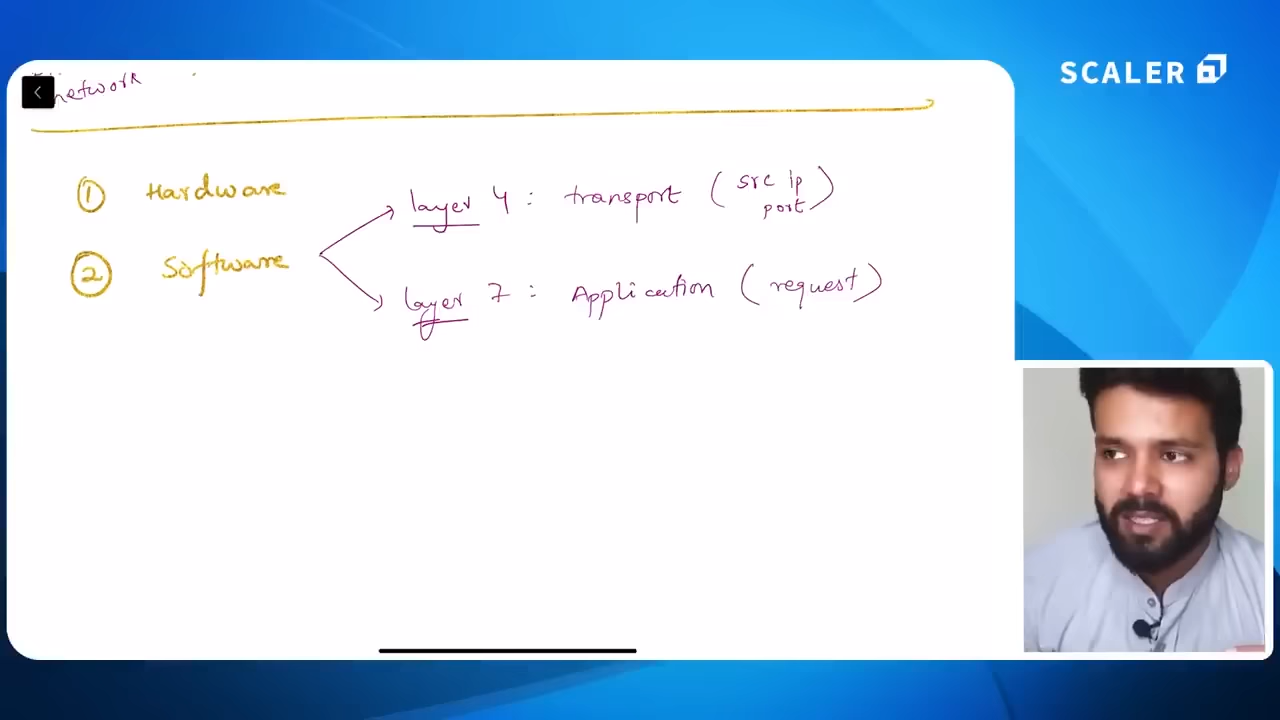 SCALER
network
1 Hardware
layer 4 : transport ( src ip
port )
2 Software
layer 7 : Application ( request )